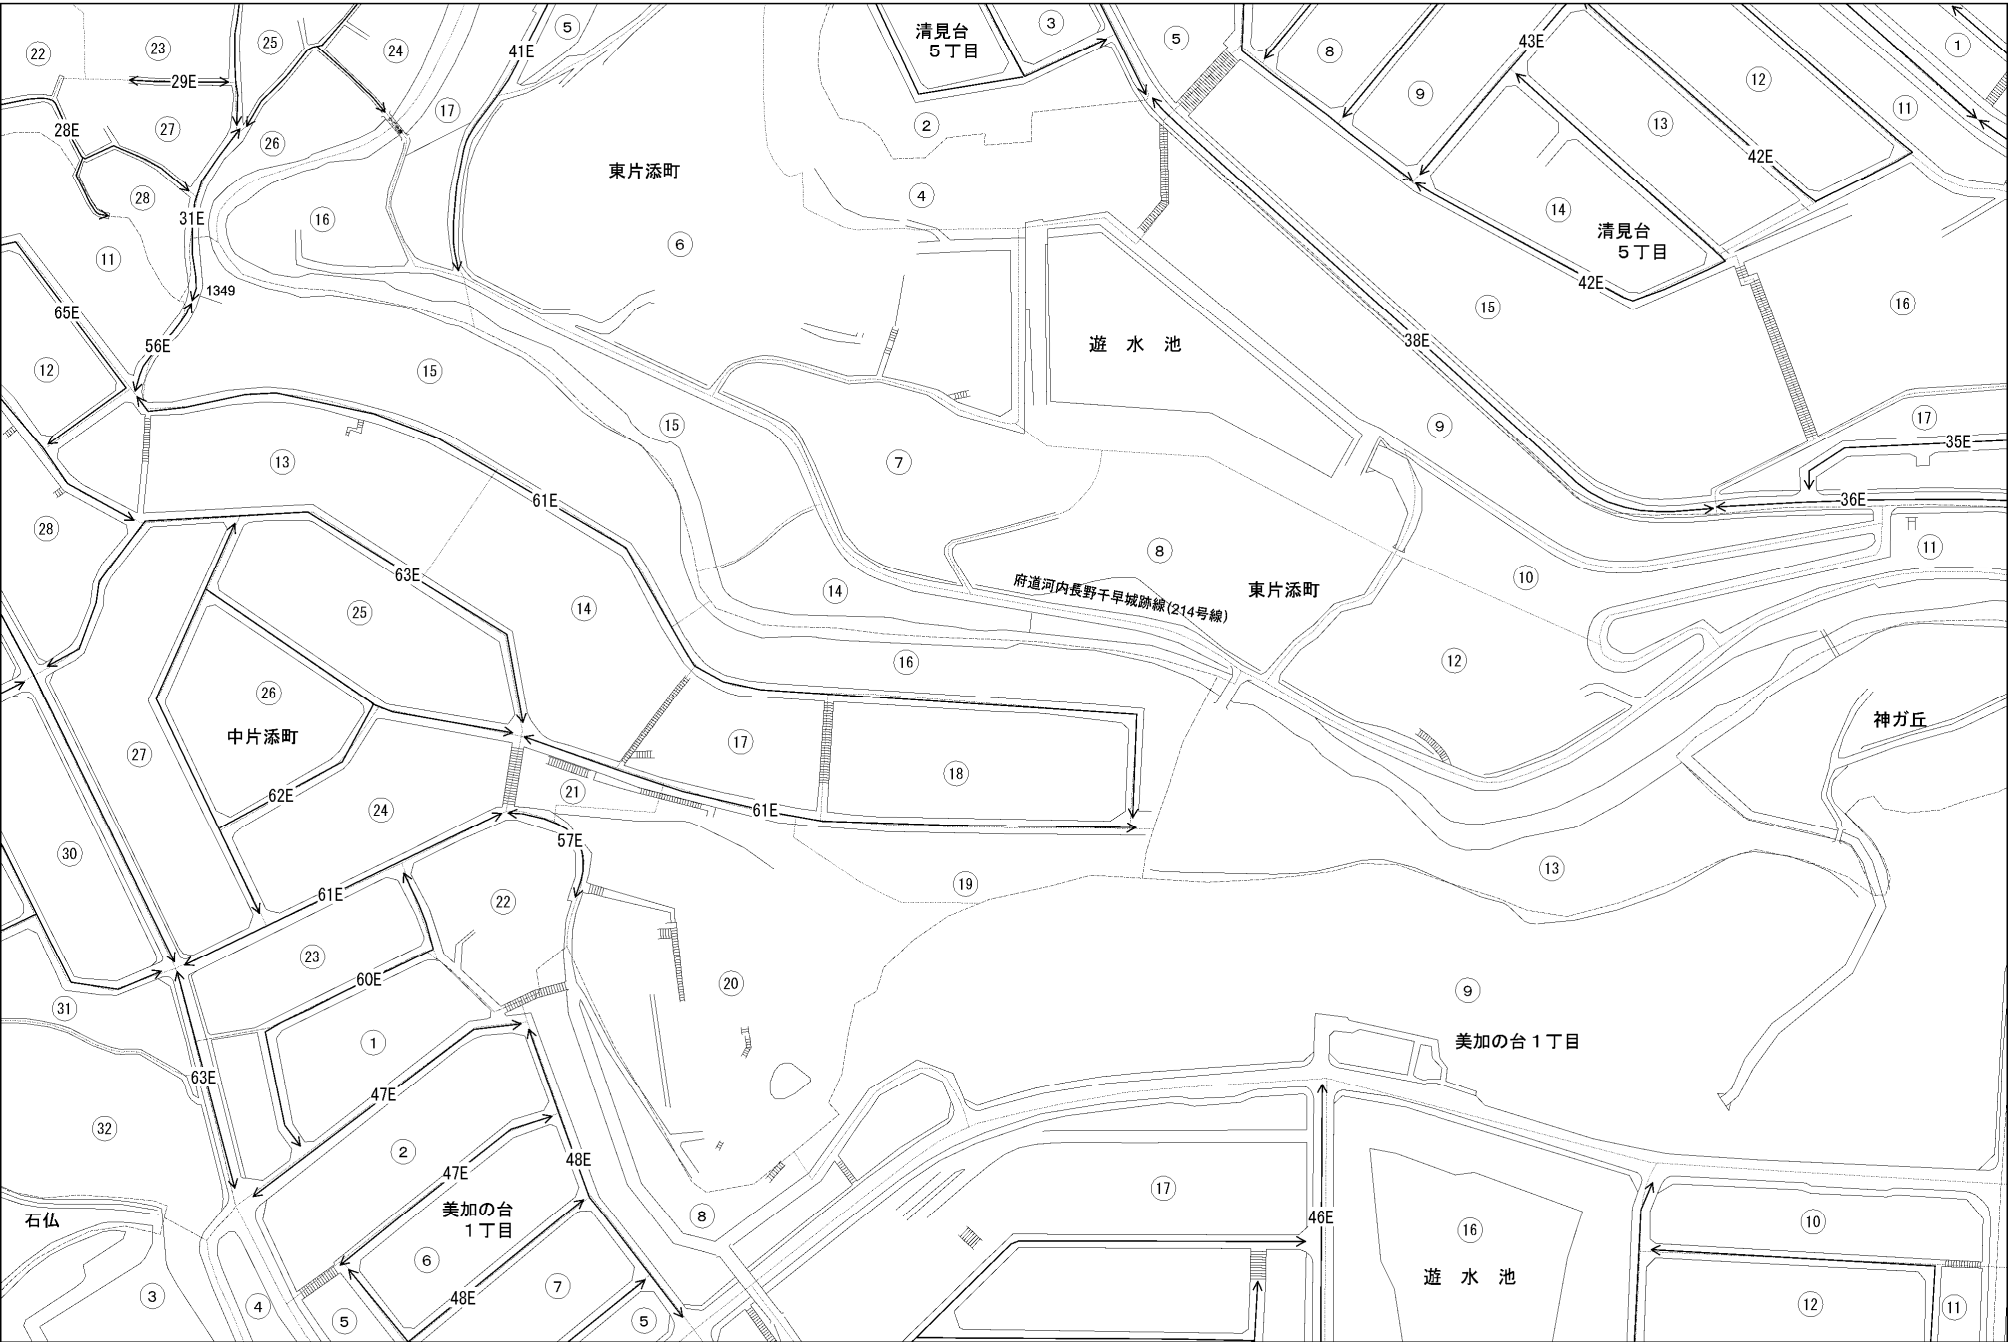 22
23
25
24
5
41E
清見台
5丁目
3
5
8
43E
12
1
29E
17
9
11
28E
27
26
2
13
42E
28
東片添町
4
31E
16
14
清見台
5丁目
11
6
42E
1349
15
16
65E
56E
遊水池
38E
12
15
15
9
17
13
7
35E
61E
36E
28
8
11
63E
10
25
14
14
府道河内長野千早城跡線(214号線)
東片添町
16
12
26
神ガ丘
中片添町
27
17
18
62E
21
24
61E
30
57E
13
61E
22
19
23
60E
20
9
31
1
美加の台1丁目
63E
47E
32
2
48E
47E
17
石仏
美加の台
1丁目
8
46E
16
10
6
遊水池
3
4
48E
7
5
5
12
11